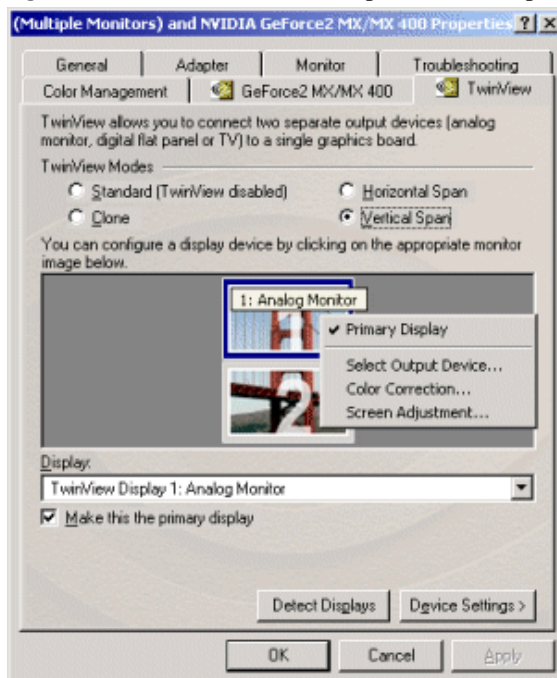 (Multiple Monitors) and NVIDIA GeForce2 MX/MX 400 Properties
General Adapter Monitor Troubleshooting
Color Management GeForce2 MX/MX 400 TwinView
TwinView allows you to connect two separate output devices (analog
monitor, digital flat panel or TV) to a single graphics board.
TwinView Modes
Standard (TwinView disabled) Horizontal Span
Clone Vertical Span
You can configure a display device by clicking on the appropriate monitor
image below.
1: Analog Monitor
1
Primary Display
Select Output Device...
Color Correction...
Screen Adjustment...
2
Display:
TwinView Display 1: Analog Monitor
Make this the primary display
Detect Displays Device Settings >
OK Cancel Apply